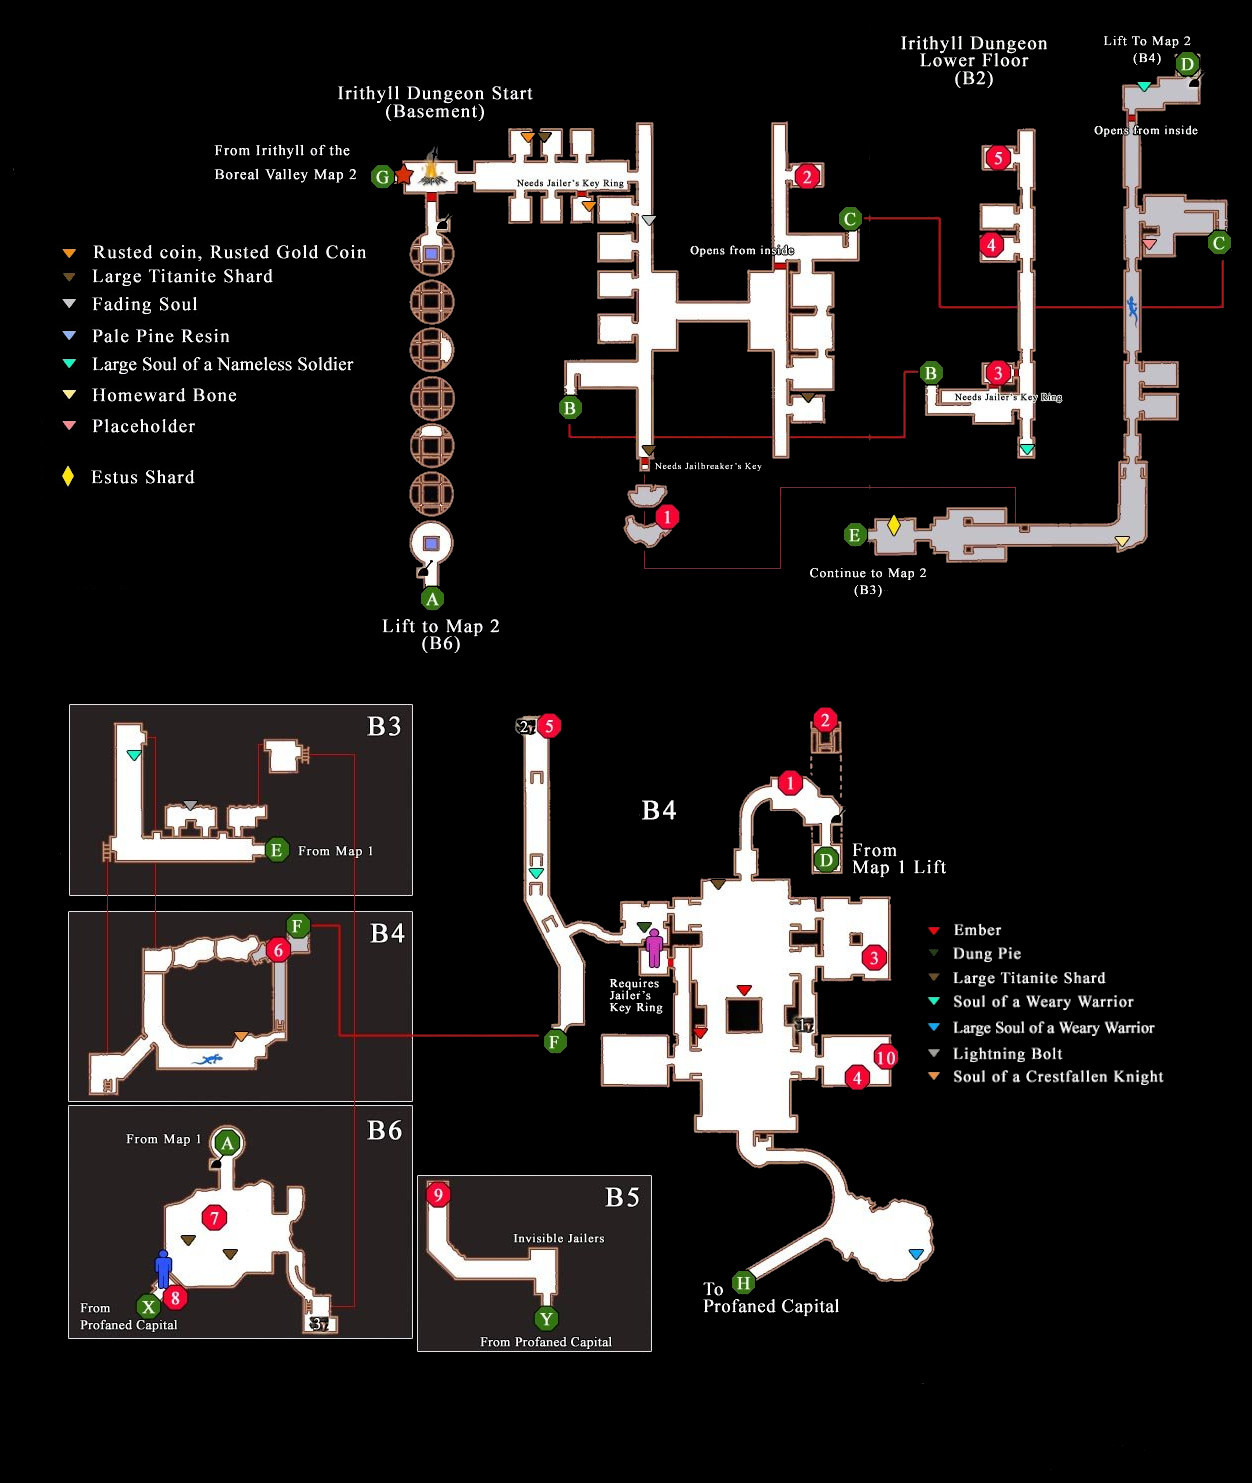 Irithyll Dungeon
Lower Floor
(B2)
Lift To Map 2
(B4)
D
Irithyll Dungeon Start
(Basement)
Opens from inside
From Irithyll of the
Boreal Valley Map 2
G
Needs Jailer's Key Ring
2
5
C
4
C
Opens from inside
Rusted coin, Rusted Gold Coin
Large Titanite Shard
Fading Soul
Pale Pine Resin
Large Soul of a Nameless Soldier
Homeward Bone
Placeholder
Estus Shard
B
B
3
Needs Jailer's Key Ring
Needs Jailbreaker's Key
1
E
Continue to Map 2
(B3)
A
Lift to Map 2
(B6)
B3
E
From Map 1
B4
F
6
B6
From Map 1
A
7
8
X
From
Profaned Capital
3
B5
9
Invisible Jailers
Y
From Profaned Capital
2
5
B4
2
1
D
From
Map 1 Lift
3
Requires
Jailer's
Key Ring
F
1
10
4
H
To
Profaned Capital
Ember
Dung Pie
Large Titanite Shard
Soul of a Weary Warrior
Large Soul of a Weary Warrior
Lightning Bolt
Soul of a Crestfallen Knight